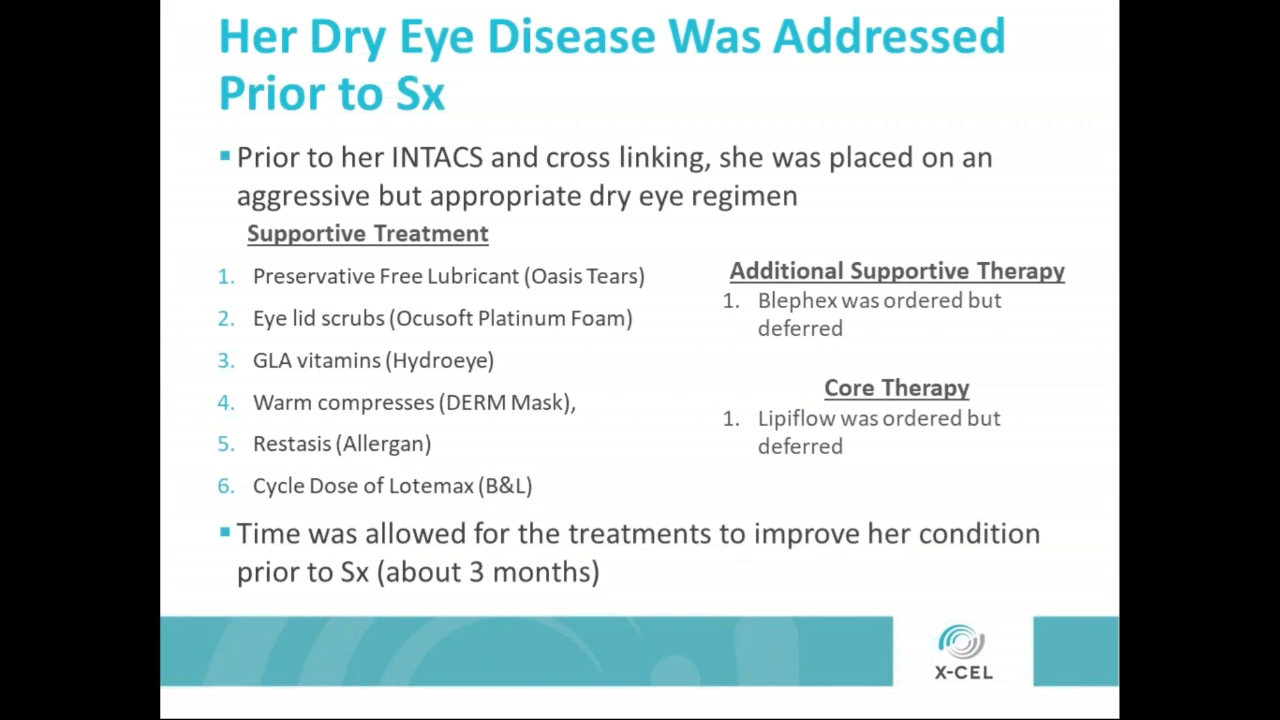 Her Dry Eye Disease Was Addressed
Prior to Sx
Prior to her INTACS and cross linking, she was placed on an
aggressive but appropriate dry eye regimen
Supportive Treatment
1. Preservative Free Lubricant (Oasis Tears)
2. Eye lid scrubs (Ocusoft Platinum Foam)
3. GLA vitamins (Hydroeye)
4. Warm compresses (DERM Mask),
5. Restasis (Allergan)
6. Cycle Dose of Lotemax (B&L)
Additional Supportive Therapy
1. Blephex was ordered but
deferred
Core Therapy
1. Lipiflow was ordered but
deferred
Time was allowed for the treatments to improve her condition
prior to Sx (about 3 months)
X-CEL